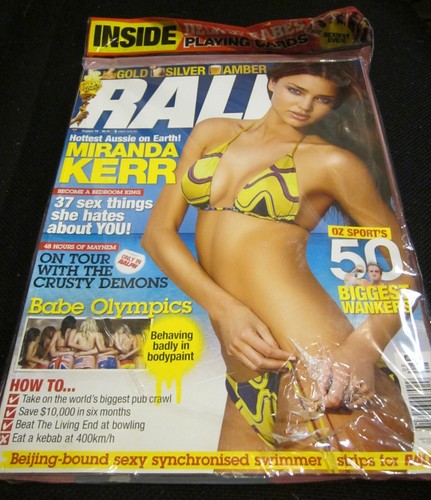 INSIDE
PLAYING CARDS
GOLD SILVER AMBER
RAL
Hottest Aussie on Earth!
MIRANDA
KERR
BECOME A BEDROOM KING
37 sex things
she hates
about YOU!
48 HOURS OF MAYHEM
ON TOUR
WITH THE
CRUSTY DEMONS
ONLY IN
RALPH
OZ SPORT'S
50
BIGGEST
WANKERS
Babe Olympics
Behaving
badly in
bodypaint
HOW TO...
Take on the world's biggest pub crawl
Save $10,000 in six months
Beat The Living End at bowling
Eat a kebab at 400km/h
Beijing-bound sexy synchronised swimmer strips for